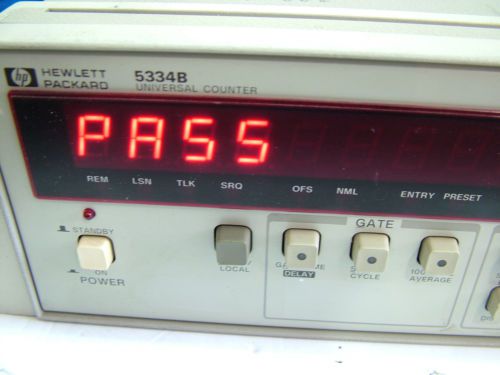 hp HEWLETT PACKARD
5334B
UNIVERSAL COUNTER
PASS
REM LSN TLK SRQ OFS NML ENTRY PRESET
GATE
STANDBY
ON
POWER
LOCAL
DELAY
CYCLE
AVERAGE